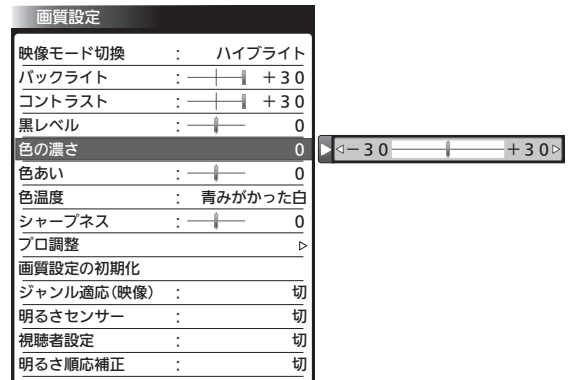 画質設定
映像モード切換 : ハイブライト
バックライト : +30
コントラスト : +30
黒レベル : 0
色の濃さ 0
-30 +30
色あい : 0
色温度 : 青みがかった白
シャープネス : 0
プロ調整
画質設定の初期化
ジャンル適応(映像) : 切
明るさセンサー : 切
視聴者設定 : 切
明るさ順応補正 : 切